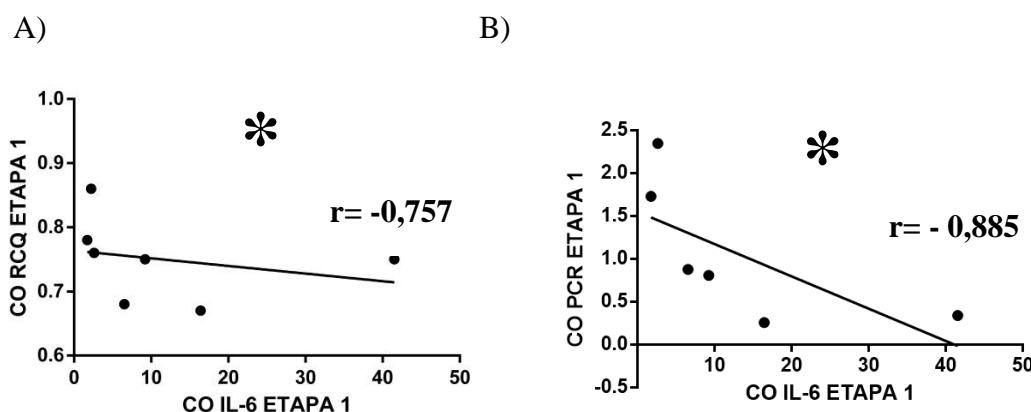 A)
B)
1.0
0.9
0.8
0.7
0.6
0 10 20 30 40 50
CO RCQ ETAPA 1
CO IL-6 ETAPA 1
*
r= -0,757
2.5
2.0
1.5
1.0
0.5
0.0
-0.5
10 20 30 40 50
CO PCR ETAPA 1
CO IL-6 ETAPA 1
*
r= - 0,885